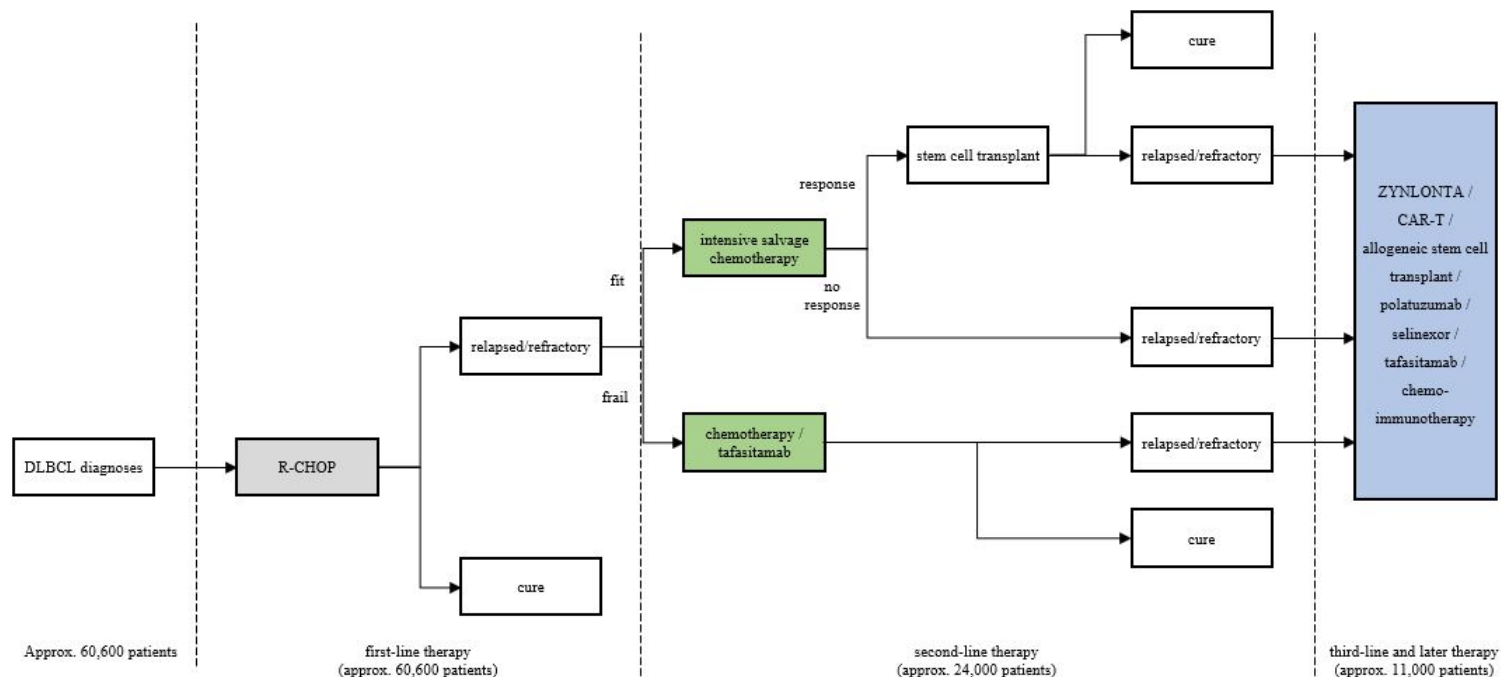 DLBCL diagnoses
R-CHOP
relapsed/refractory
cure
fit
frail
intensive salvage
chemotherapy
chemotherapy /
tafasitamab
response
no
response
stem cell transplant
cure
relapsed/refractory
relapsed/refractory
relapsed/refractory
cure
ZYNLONTA /
CAR-T /
allogeneic stem cell
transplant /
polatuzumab /
selinexor /
tafasitamab /
chemo-
immunotherapy
Approx. 60,600 patients
first-line therapy
(approx. 60,600 patients)
second-line therapy
(approx. 24,000 patients)
third-line and later therapy
(approx. 11,000 patients)